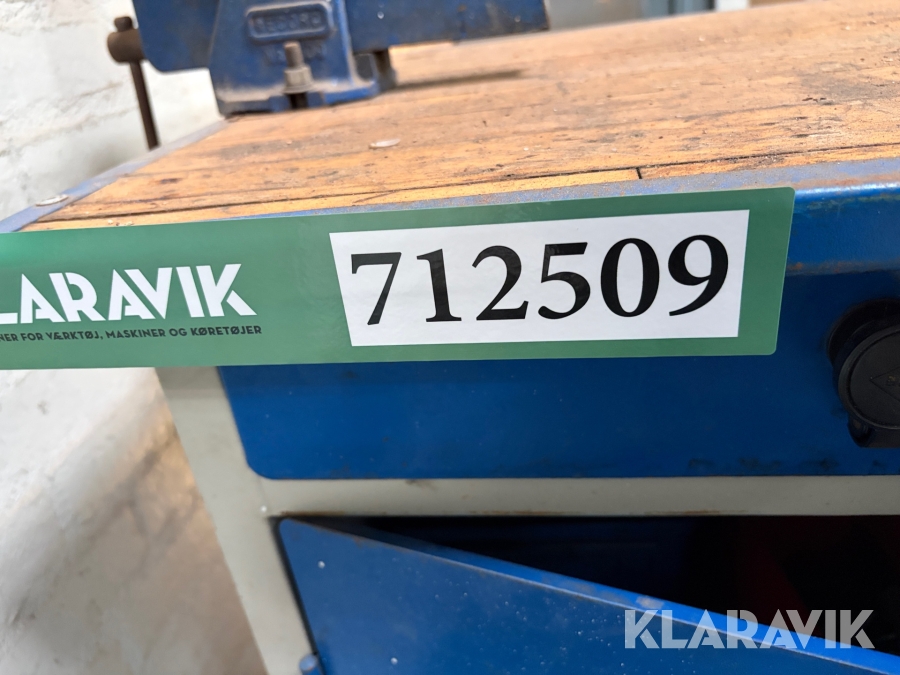 RECORD
LARAVIK
712509
NER FOR VÆRKTØJ, MASKINER OG KØRETØJER
KLARAVIK